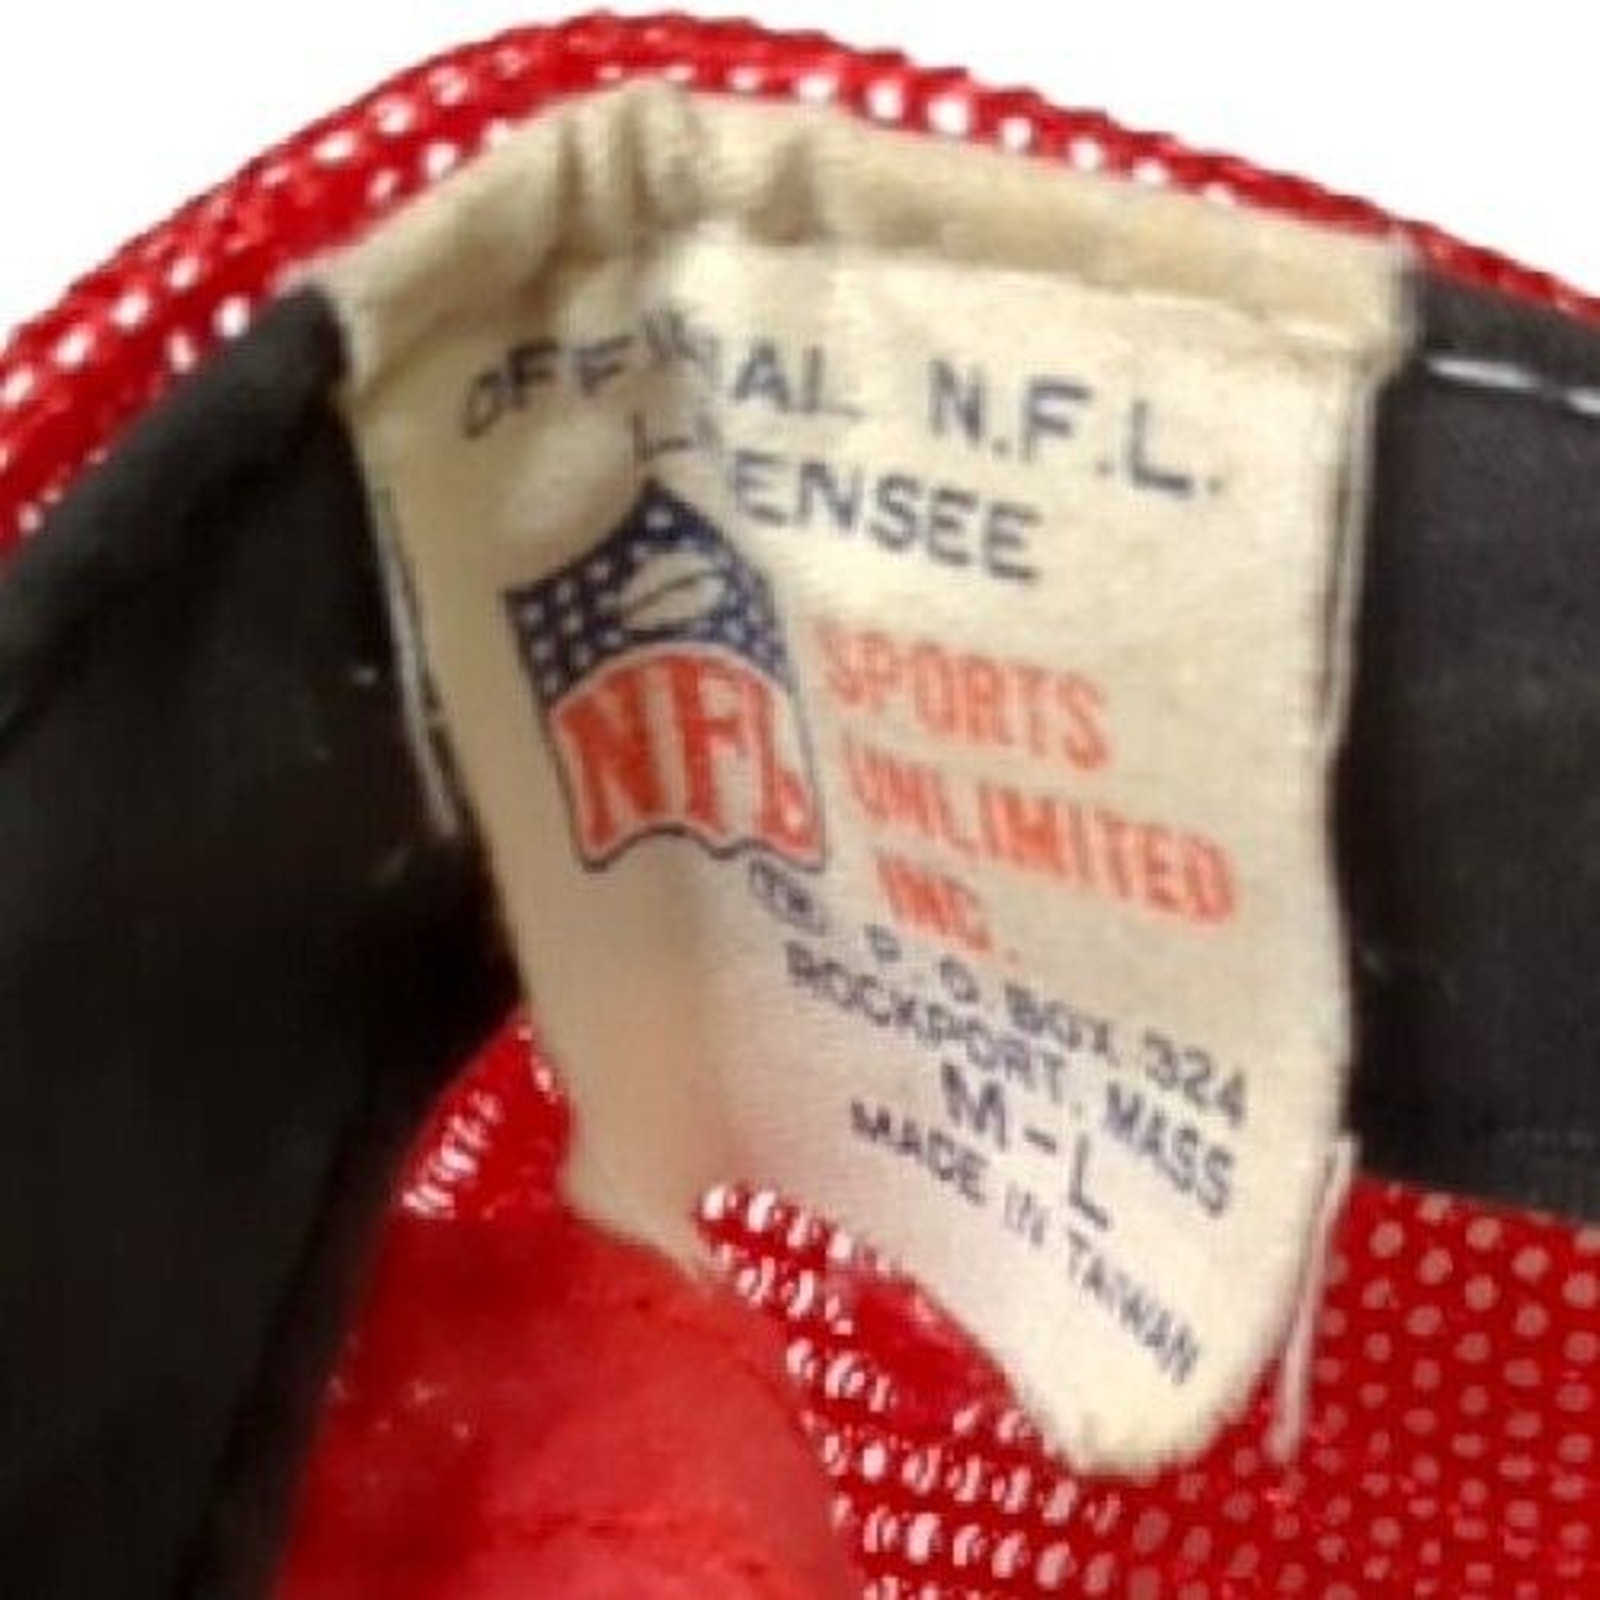 OFFICIAL N.F.L.
LICENSEE
NFL
SPORTS
UNLIMITED
INC.
P.O. BOX 324
ROCKPORT, MASS
M-L
MADE IN TAIWAN